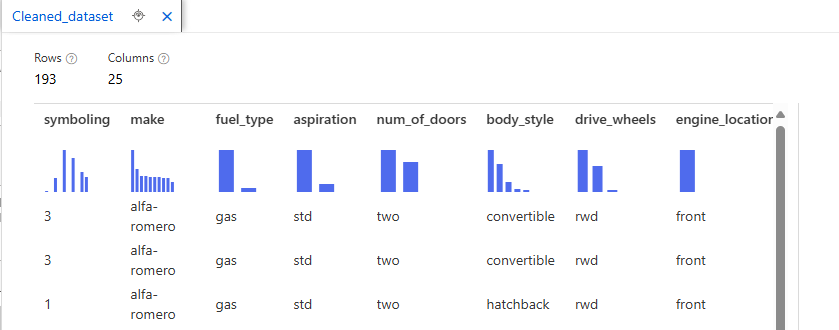 Cleaned_dataset
Rows Columns
193 25
symboling make fuel_type aspiration num_of_doors body_style drive_wheels engine_location
3 alfa-romero gas std two convertible rwd front
3 alfa-romero gas std two convertible rwd front
1 alfa-romero gas std two hatchback rwd front